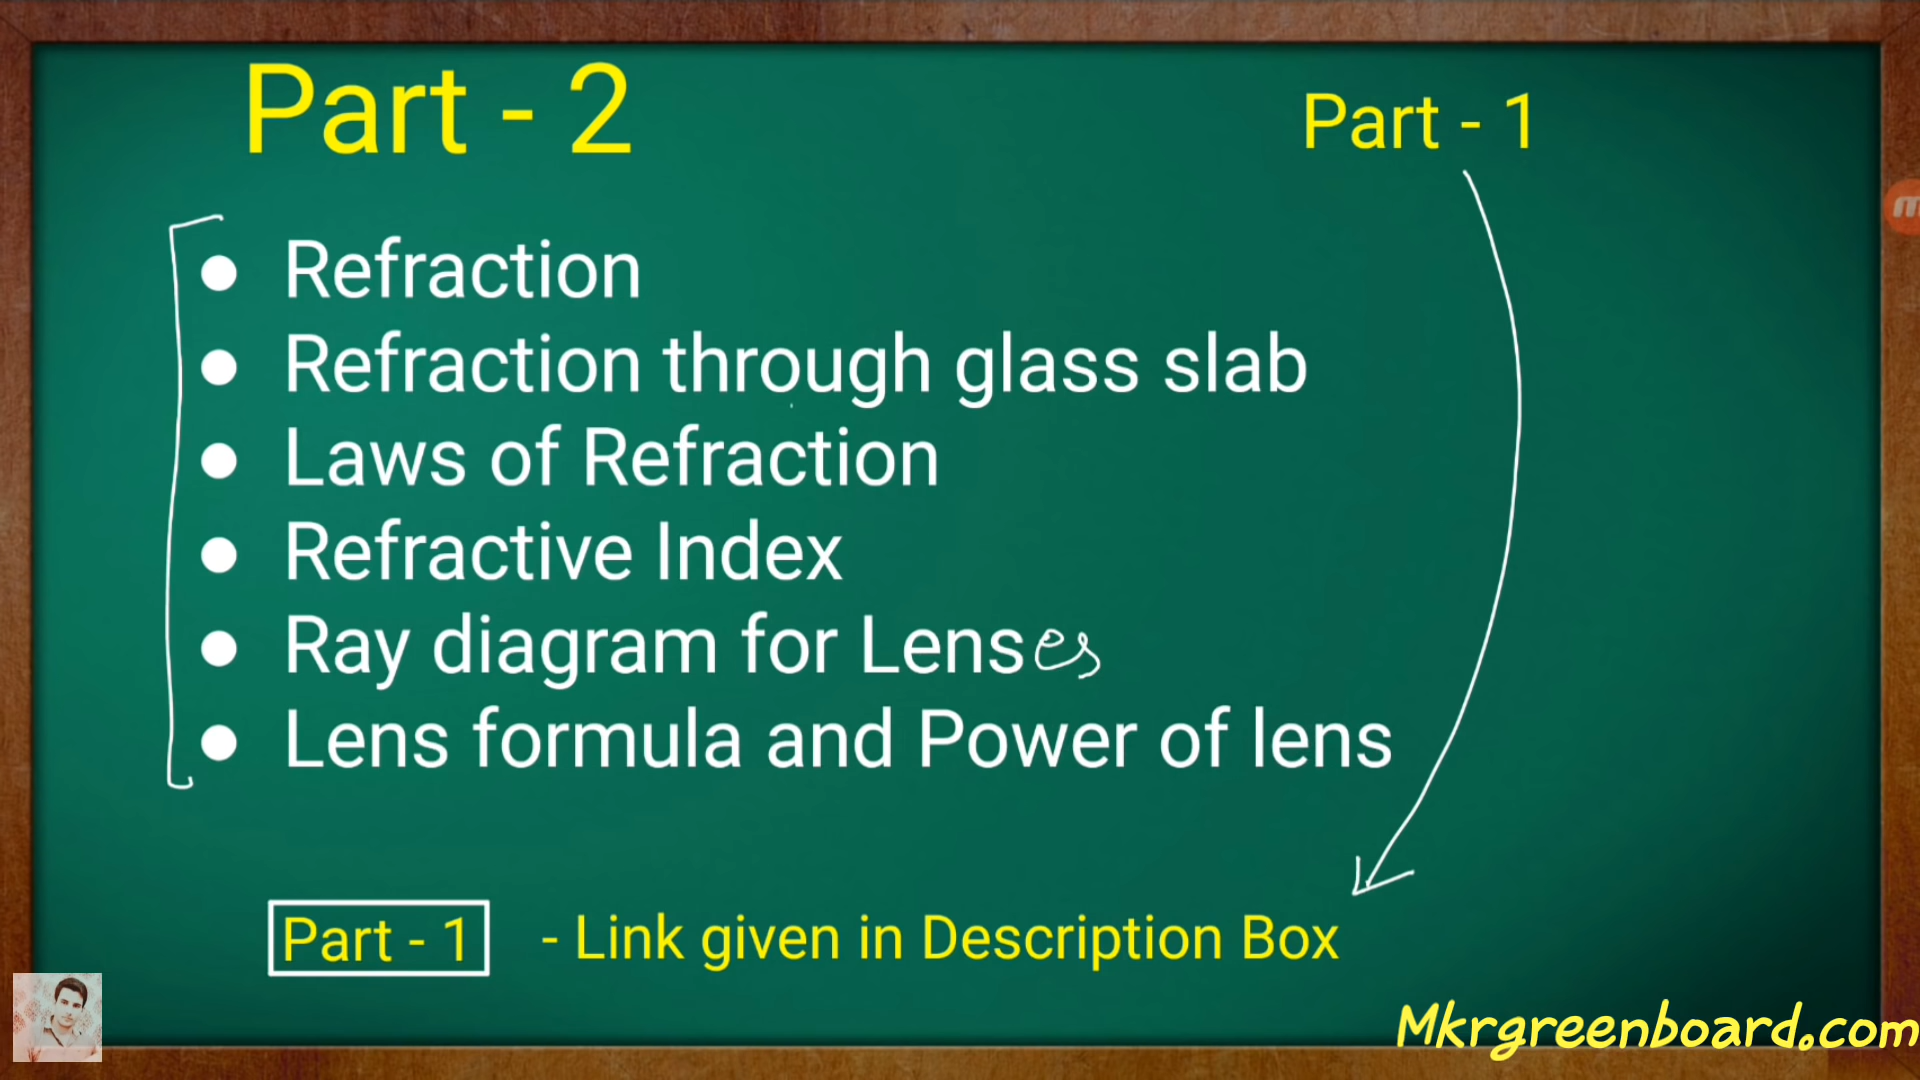 Part - 2
Part - 1
• Refraction
• Refraction through glass slab
• Laws of Refraction
• Refractive Index
• Ray diagram for Lenses
• Lens formula and Power of lens
Part - 1 - Link given in Description Box
Mkrgreenboard.com